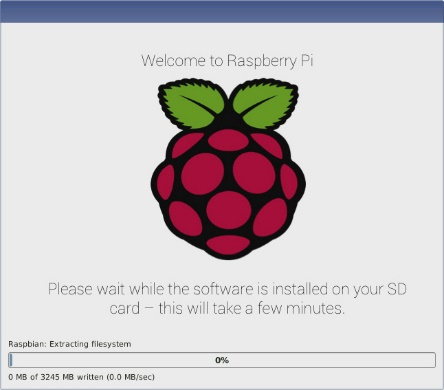 Welcome to Raspberry Pi
Please wait while the software is installed on your SD
card – this will take a few minutes.
Raspbian: Extracting filesystem
0%
0 MB of 3245 MB written (0.0 MB/sec)